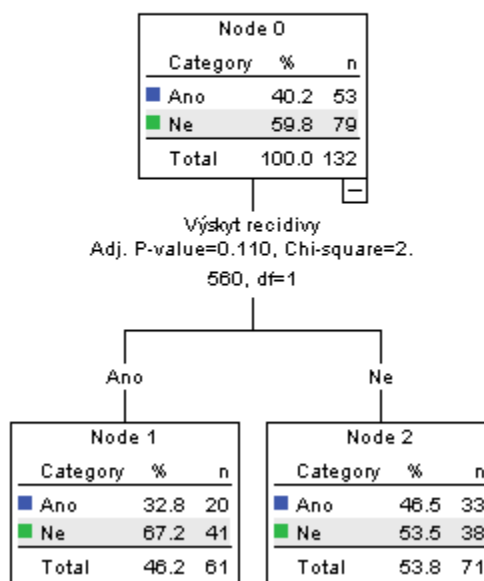 Node 0
Category % n
Ano 40.2 53
Ne 59.8 79
Total 100.0 132
Výskyt recidivy
Adj. P-value=0.110, Chi-square=2.
560, df=1
Ano
Ne
Node 1
Category % n
Ano 32.8 20
Ne 67.2 41
Total 46.2 61
Node 2
Category % n
Ano 46.5 33
Ne 53.5 38
Total 53.8 71